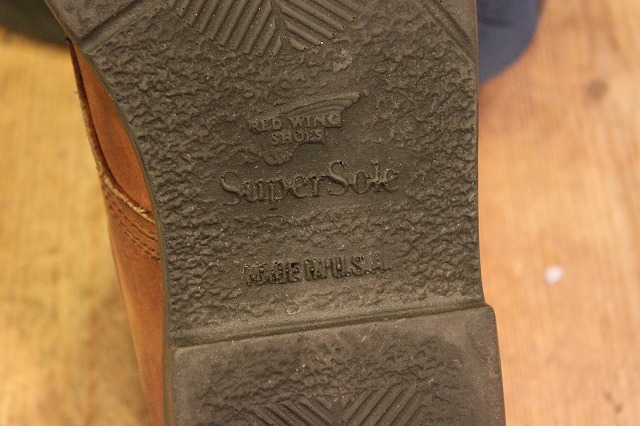 RED WING
SHOES
SuperSole
MADE IN U.S.A.